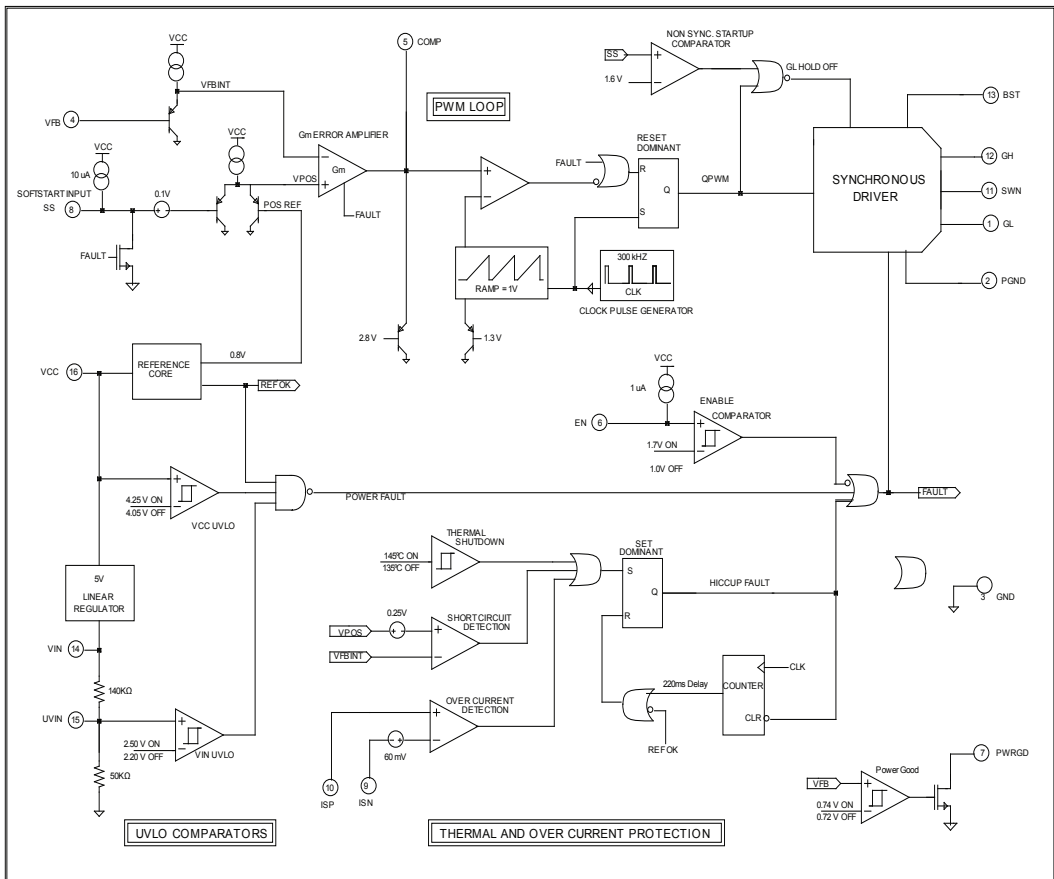 VCC
5
COMP
NON SYNC. STARTUP
COMPARATOR
SS
+
−
1.6 V
GL HOLD OFF
VFBINT
VFB
4
PWM LOOP
13
BST
Gm ERROR AMPLIFIER
−
Gm
+
VCC
VCC
10 uA
SOFTSTART INPUT
SS
8
0.1V
+ -
VPOS
POS REF
FAULT
FAULT
+
−
FAULT
RESET
DOMINANT
R
Q
S
QPWM
SYNCHRONOUS
DRIVER
12
GH
11
SWN
1
GL
2
PGND
RAMP = 1V
300 kHZ
CLK
CLOCK PULSE GENERATOR
2.8 V
1.3 V
VCC
16
REFERENCE
CORE
0.8V
REF OK
VCC
1 uA
EN
6
ENABLE
COMPARATOR
+
−
1.7V ON
1.0V OFF
+
−
4.25 V ON
4.05 V OFF
VCC UVLO
POWER FAULT
FAULT
THERMAL
SHUTDOWN
145ºC ON
135ºC OFF
SET
DOMINANT
S
Q
R
HICCUP FAULT
3
GND
5V
LINEAR
REGULATOR
0.25V
VPOS
+ -
+
−
VFBINT
SHORT CIRCUIT
DETECTION
VIN
14
140KΩ
UVIN
15
+
−
2.50 V ON
2.20 V OFF
VIN UVLO
50KΩ
OVER CURRENT
DETECTION
+
−
- +
60 mV
10
ISP
9
ISN
220ms Delay
COUNTER
CLK
CLR
REF OK
7
PWRGD
Power Good
VFB
+
−
0.74 V ON
0.72 V OFF
UVLO COMPARATORS
THERMAL AND OVER CURRENT PROTECTION